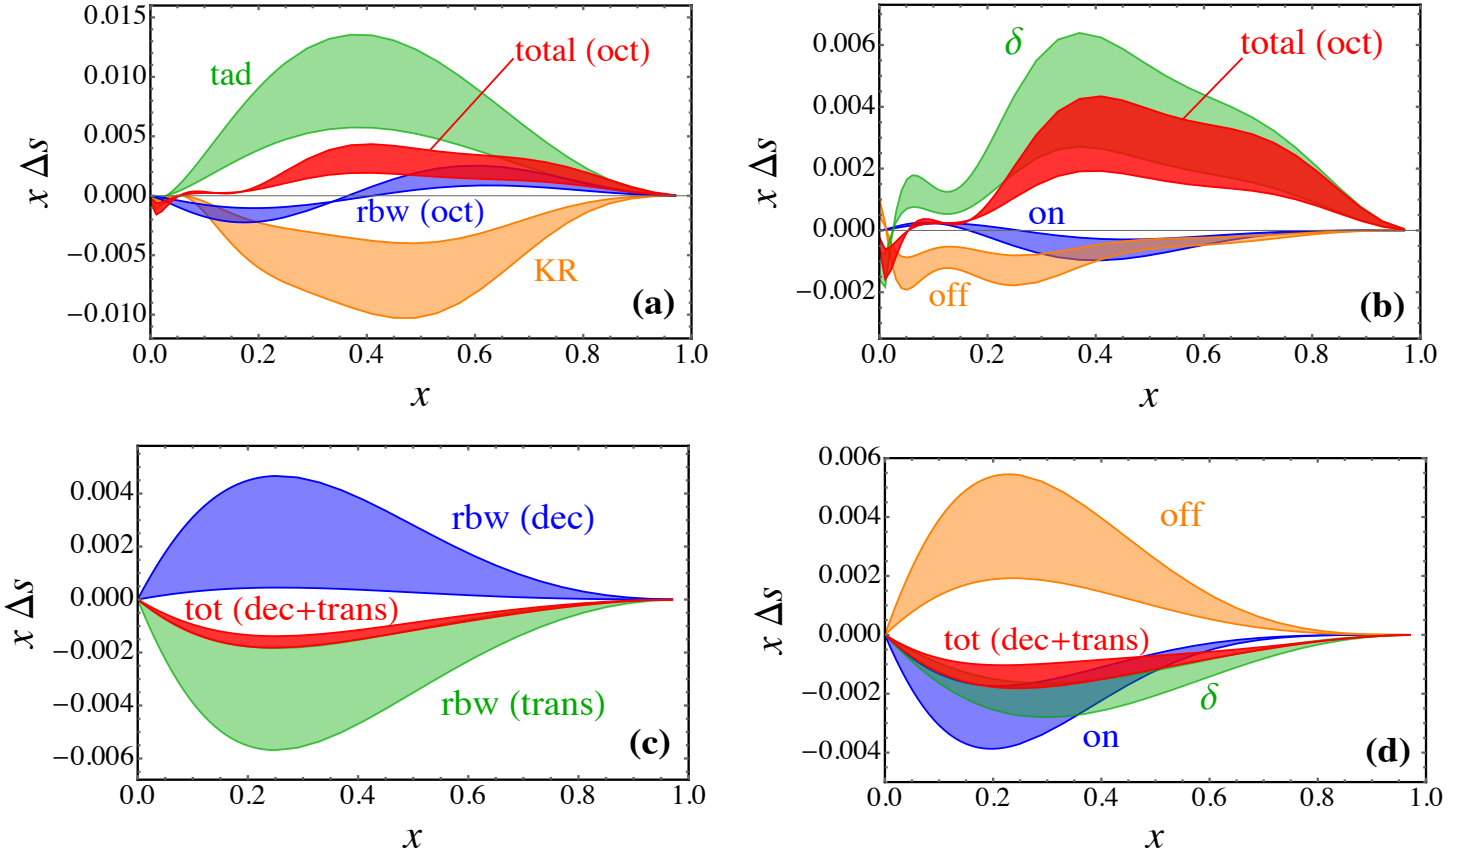 0.015
0.010
0.005
0.000
−0.005
−0.010
x Δs
tad
total (oct)
rbw (oct)
KR
(a)
0.0 0.2 0.4 0.6 0.8 1.0
x
0.006
0.004
0.002
0.000
−0.002
x Δs
δ
total (oct)
on
off
(b)
0.0 0.2 0.4 0.6 0.8 1.0
x
0.004
0.002
0.000
−0.002
−0.004
−0.006
x Δs
rbw (dec)
tot (dec+trans)
rbw (trans)
(c)
0.0 0.2 0.4 0.6 0.8 1.0
x
0.006
0.004
0.002
0.000
−0.002
−0.004
x Δs
off
tot (dec+trans)
δ
on
(d)
0.0 0.2 0.4 0.6 0.8 1.0
x